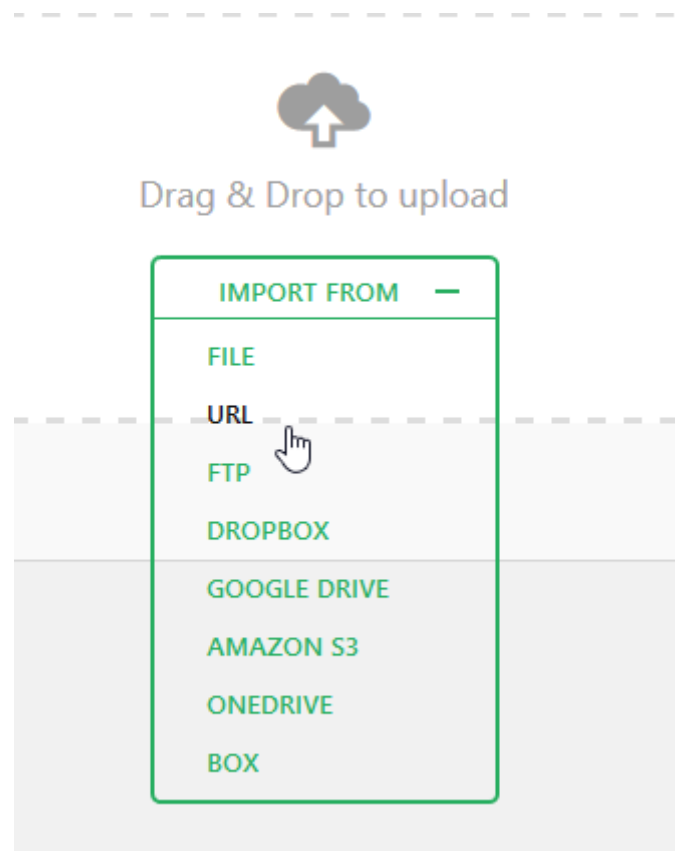 Drag & Drop to upload
IMPORT FROM
FILE
URL
FTP
DROPBOX
GOOGLE DRIVE
AMAZON S3
ONEDRIVE
BOX